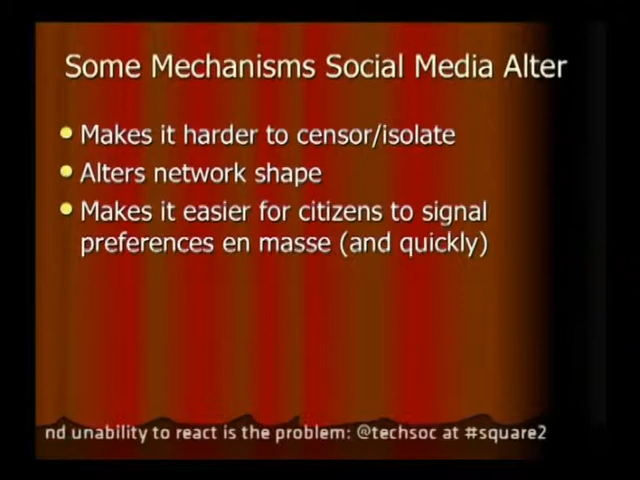 Some Mechanisms Social Media Alter
Makes it harder to censor/isolate
Alters network shape
Makes it easier for citizens to signal
preferences en masse (and quickly)
nd unability to react is the problem: @techsoc at #square2